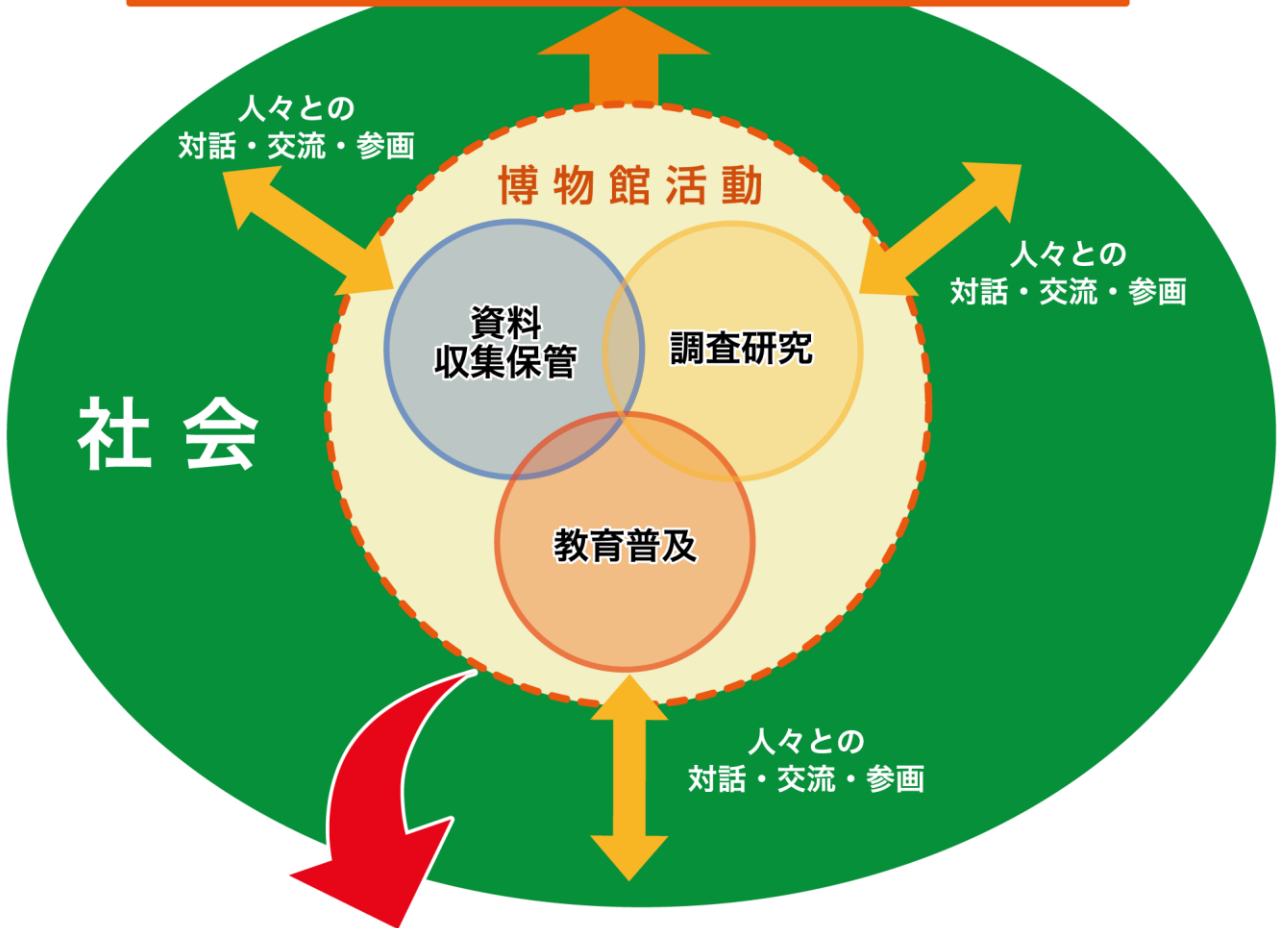 人々との
対話・交流・参画
博物館活動
人々との
対話・交流・参画
資料
収集保管
調査研究
社会
教育普及
人々との
対話・交流・参画